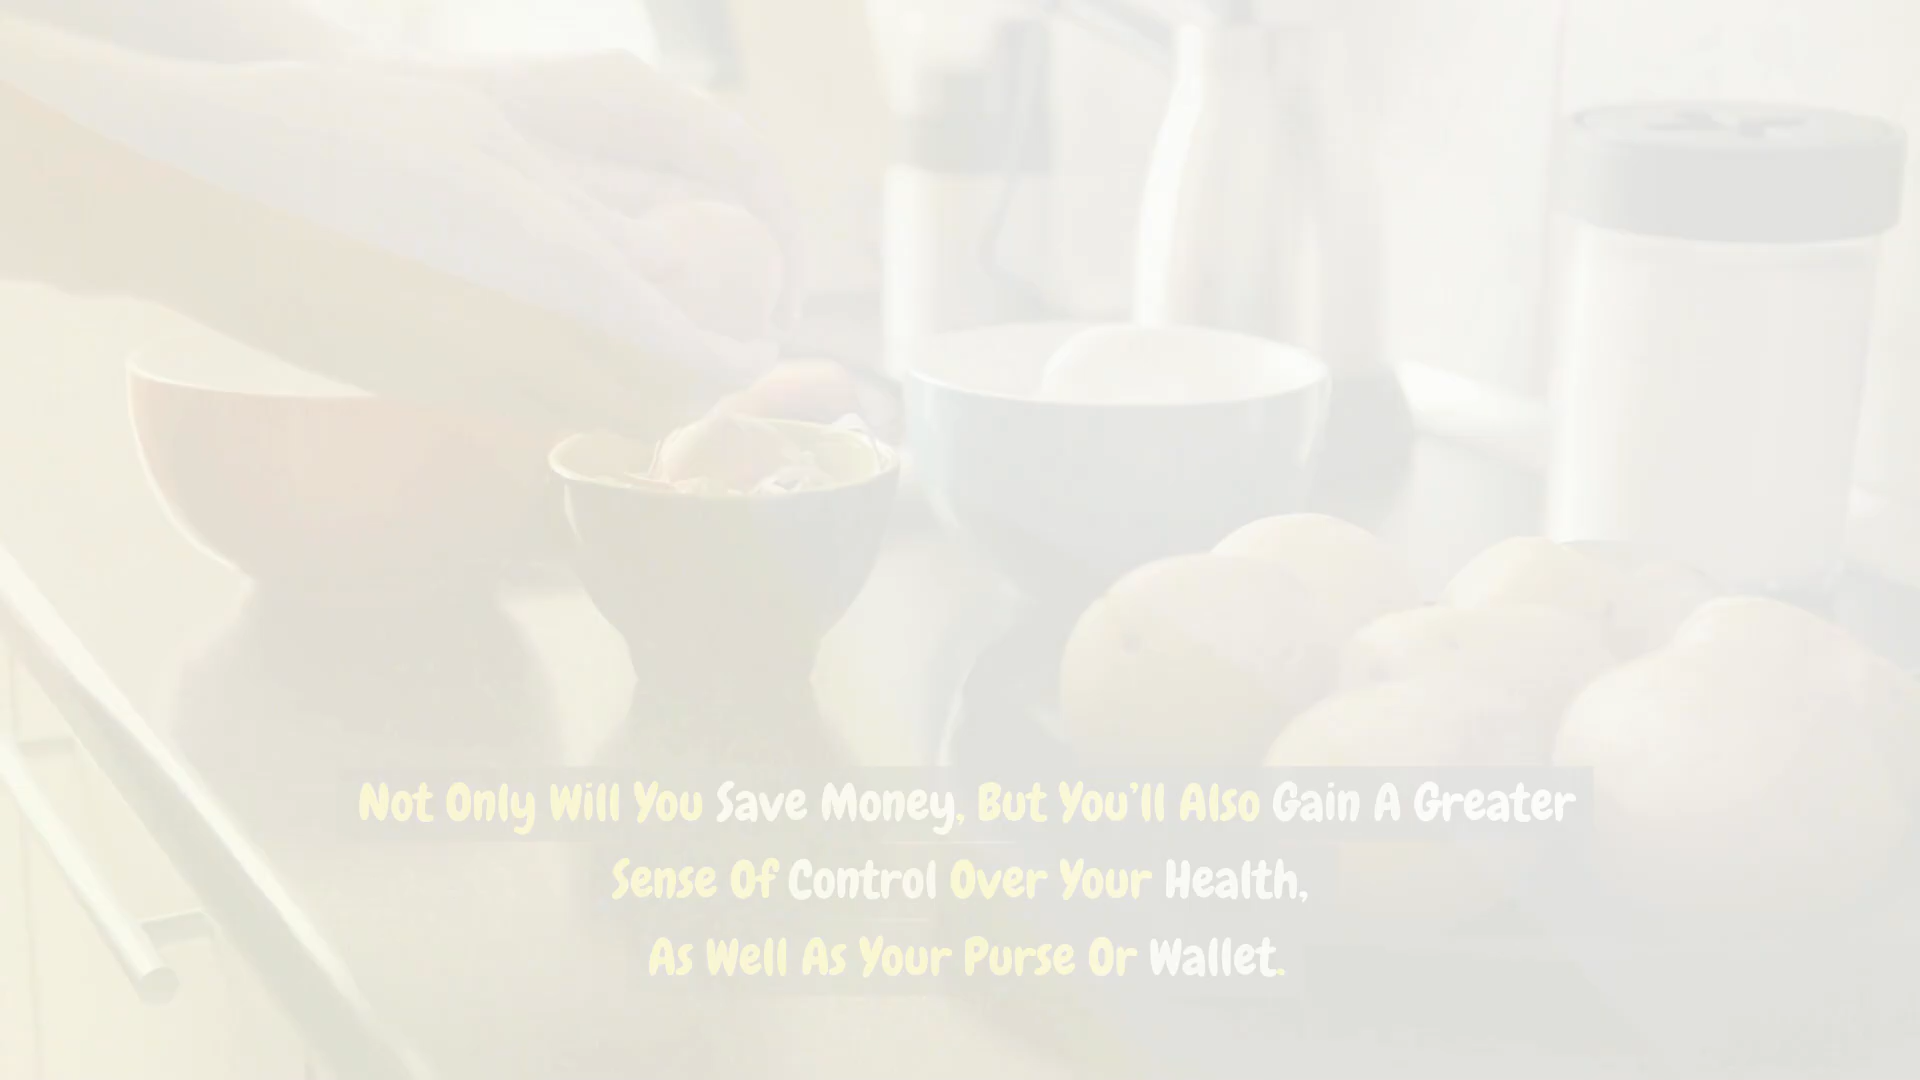 Not Only Will You Save Money, But You’ll Also Gain A Greater
Sense Of Control Over Your Health,
As Well As Your Purse Or Wallet.